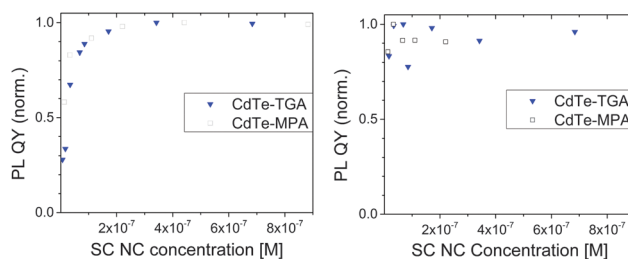 PL QY (norm.)
1.0
0.5
0.0
CdTe-TGA
CdTe-MPA
2x10⁻⁷ 4x10⁻⁷ 6x10⁻⁷ 8x10⁻⁷
SC NC concentration [M]
PL QY (norm.)
1.0
0.5
0.0
CdTe-TGA
CdTe-MPA
2x10⁻⁷ 4x10⁻⁷ 6x10⁻⁷ 8x10⁻⁷
SC NC Concentration [M]